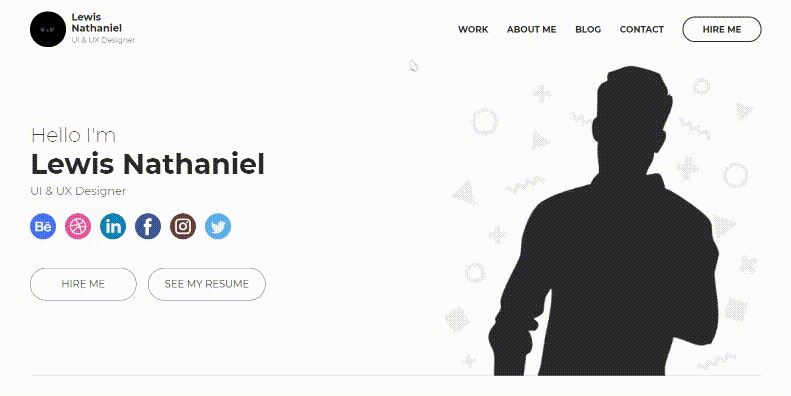 Lewis
Nathaniel
UI & UX Designer
WORK ABOUT ME BLOG CONTACT HIRE ME
Hello I'm
Lewis Nathaniel
UI & UX Designer
Bē in f
HIRE ME SEE MY RESUME